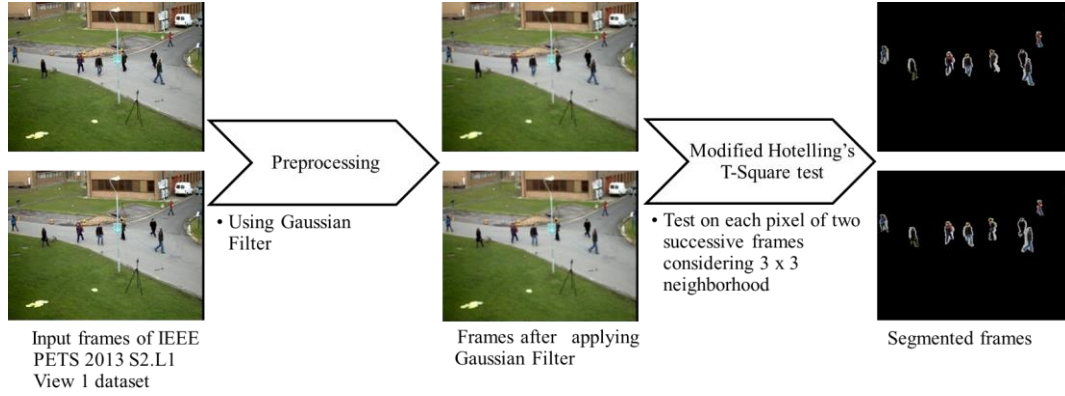 Preprocessing
• Using Gaussian
Filter
Modified Hotelling's
T-Square test
• Test on each pixel of two
successive frames
considering 3 x 3
neighborhood
Input frames of IEEE
PETS 2013 S2.L1
View 1 dataset
Frames after applying
Gaussian Filter
Segmented frames